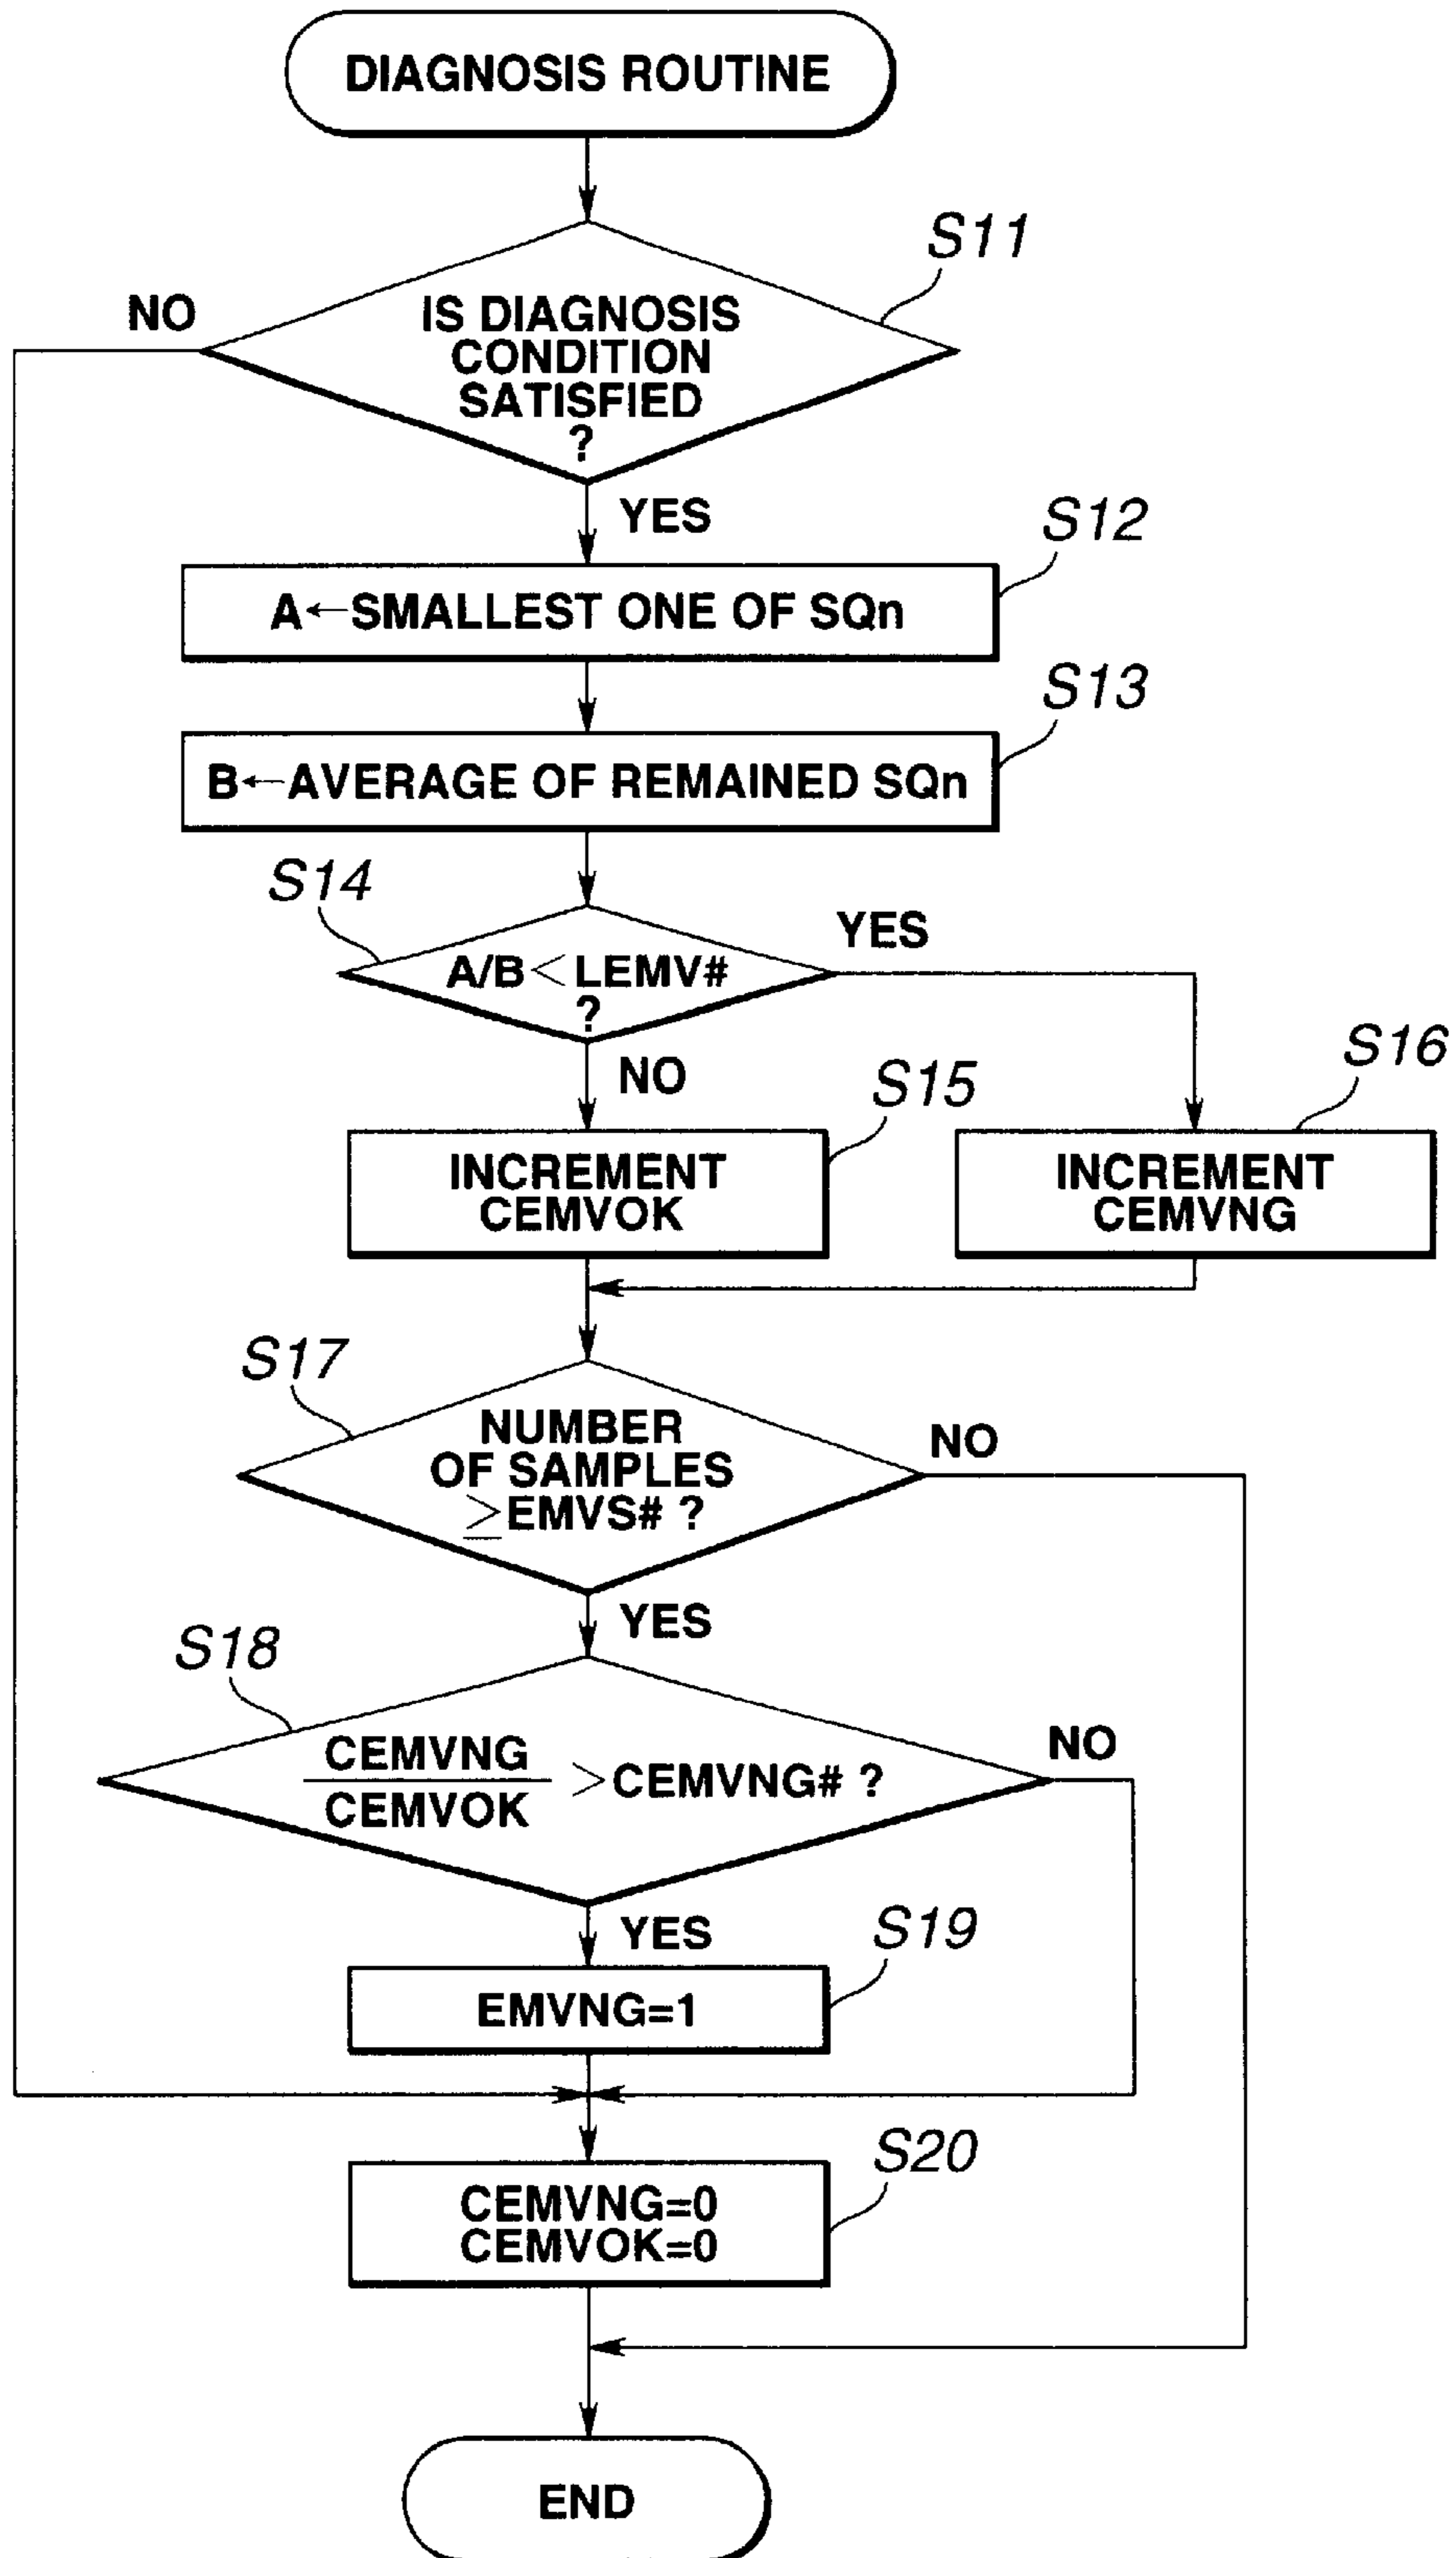 DIAGNOSIS ROUTINE
S11
NO
IS DIAGNOSIS
CONDITION
SATISFIED
?
YES
S12
A←SMALLEST ONE OF SQn
S13
B←AVERAGE OF REMAINED SQn
S14
YES
A/B<LEMV#
?
NO
S15
S16
INCREMENT
CEMVOK
INCREMENT
CEMVNG
S17
NUMBER
OF SAMPLES
≥EMVS# ?
NO
YES
S18
CEMVNG
CEMVOK
>CEMVNG# ?
NO
YES
S19
EMVNG=1
S20
CEMVNG=0
CEMVOK=0
END